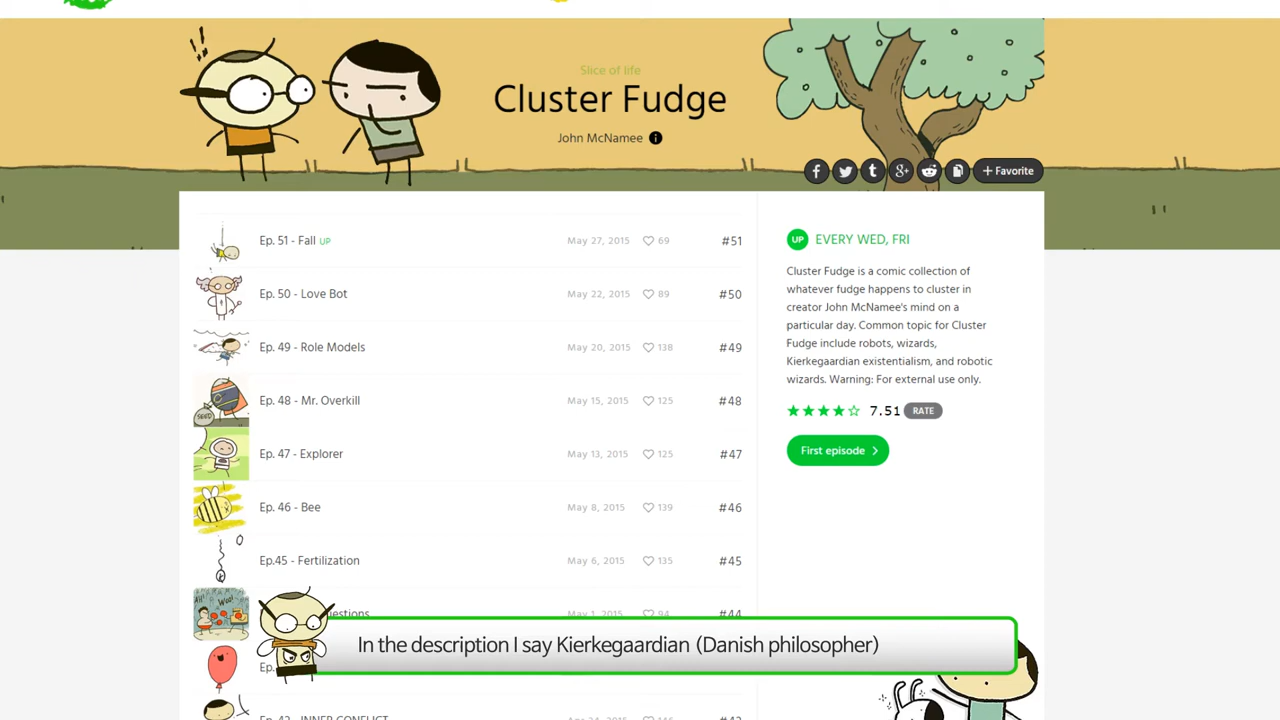 Slice of life
Cluster Fudge
John McNamee
+ Favorite
Ep. 51 - Fall UP May 27, 2015 69 #51
Ep. 50 - Love Bot May 22, 2015 89 #50
Ep. 49 - Role Models May 20, 2015 138 #49
Ep. 48 - Mr. Overkill May 15, 2015 125 #48
Ep. 47 - Explorer May 13, 2015 125 #47
Ep. 46 - Bee May 8, 2015 139 #46
Ep.45 - Fertilization May 6, 2015 135 #45
May 1, 2015 94 #44
Ep.
UP EVERY WED, FRI
Cluster Fudge is a comic collection of
whatever fudge happens to cluster in
creator John McNamee's mind on a
particular day. Common topic for Cluster
Fudge include robots, wizards,
Kierkegaardian existentialism, and robotic
wizards. Warning: For external use only.
7.51 RATE
First episode
In the description I say Kierkegaardian (Danish philosopher)